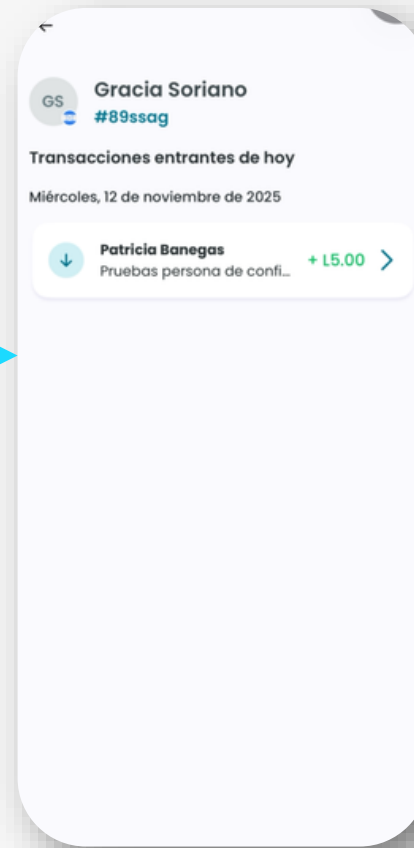 GS
Gracia Soriano
#89ssag
Transacciones entrantes de hoy
Miércoles, 12 de noviembre de 2025
Patricia Banegas
Pruebas persona de confi...
+ L5.00